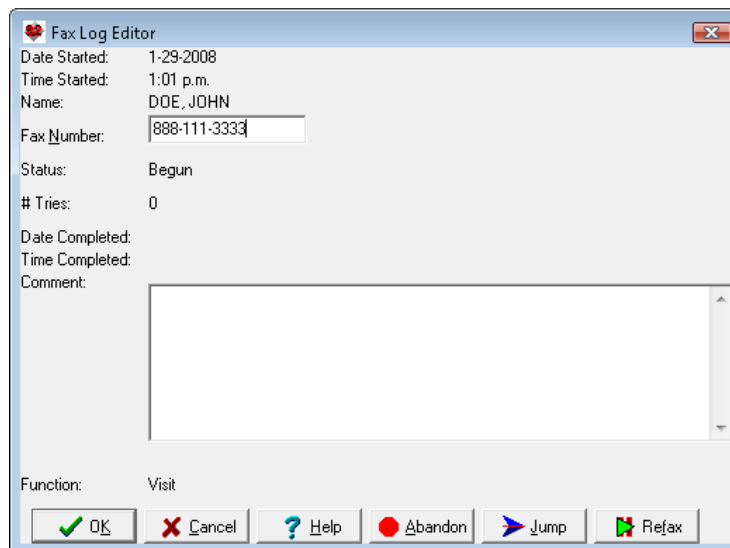 Fax Log Editor
Date Started: 1-29-2008
Time Started: 1:01 p.m.
Name: DOE, JOHN
Fax Number: 888-111-3333
Status: Begun
# Tries: 0
Date Completed:
Time Completed:
Comment:
Function: Visit
OK Cancel Help Abandon Jump Refax